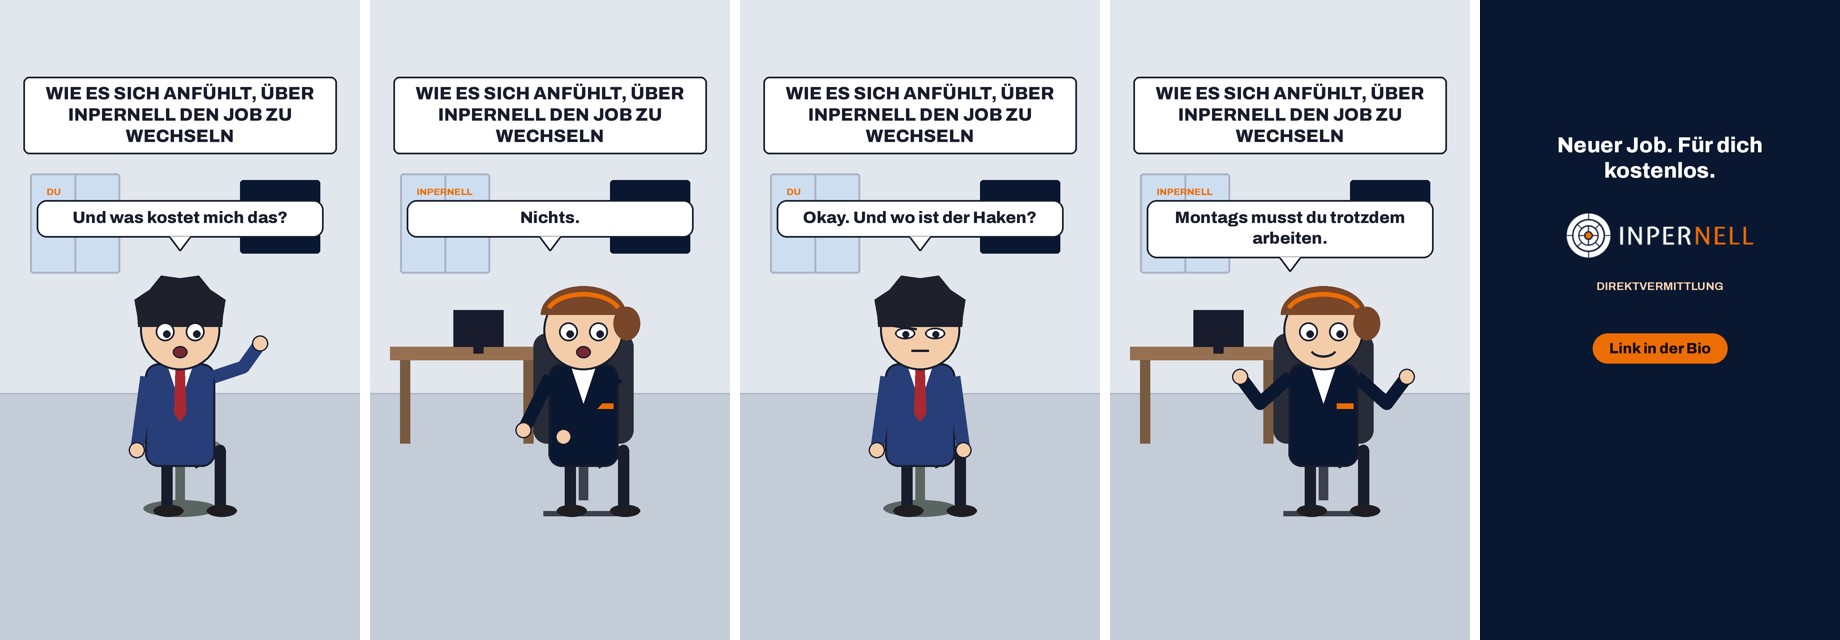 WIE ES SICH ANFÜHLT, ÜBER
INPERNELL DEN JOB ZU
WECHSELN
DU
Und was kostet mich das?
WIE ES SICH ANFÜHLT, ÜBER
INPERNELL DEN JOB ZU
WECHSELN
INPERNELL
Nichts.
WIE ES SICH ANFÜHLT, ÜBER
INPERNELL DEN JOB ZU
WECHSELN
DU
Okay. Und wo ist der Haken?
WIE ES SICH ANFÜHLT, ÜBER
INPERNELL DEN JOB ZU
WECHSELN
INPERNELL
Montags musst du trotzdem
arbeiten.
Neuer Job. Für dich
kostenlos.
INPERNELL
DIREKTVERMITTLUNG
Link in der Bio